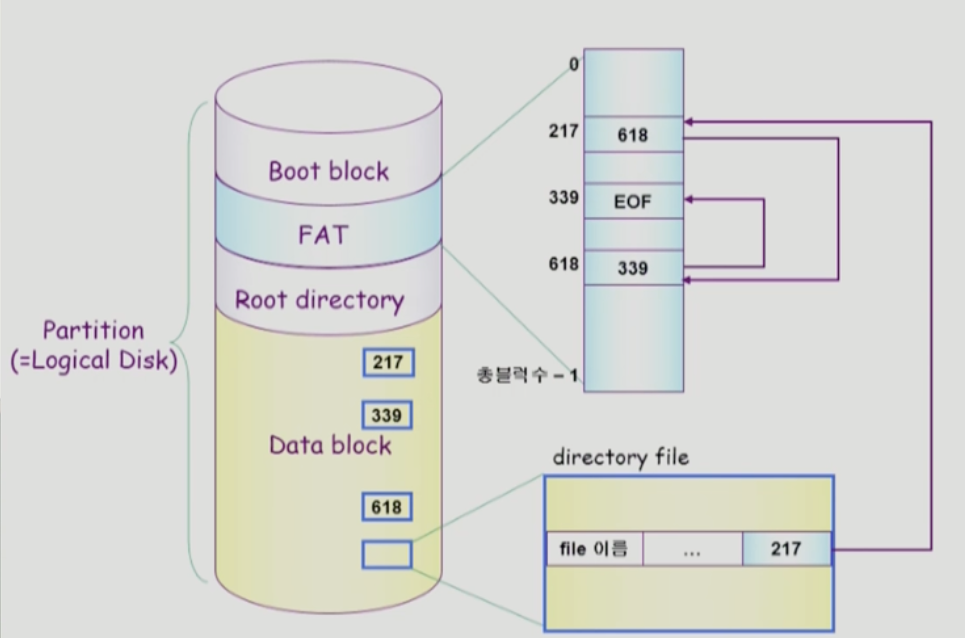 Boot block
FAT
Root directory
Partition
(=Logical Disk)
217
339
Data block
618
0
217
618
339
EOF
618
339
총블럭 수 – 1
directory file
file 이름
...
217